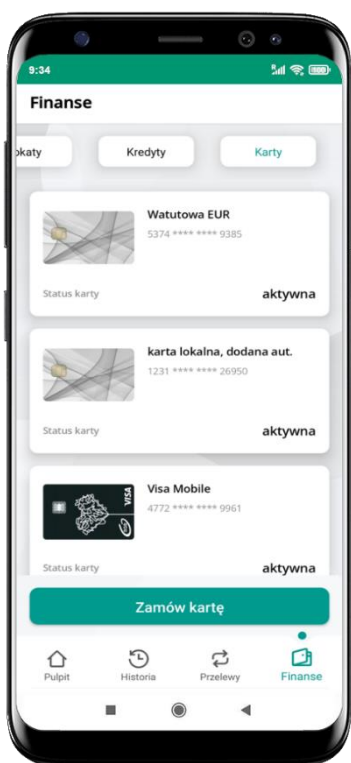 9:34
Finanse
okaty
Kredyty
Karty
Watutowa EUR
5374 **** **** 9385
Status karty
aktywna
karta lokalna, dodana aut.
1231 **** **** 26950
Status karty
aktywna
VISA
Visa Mobile
4772 **** **** 9961
Status karty
aktywna
Zamów kartę
Pulpit
Historia
Przelewy
Finanse